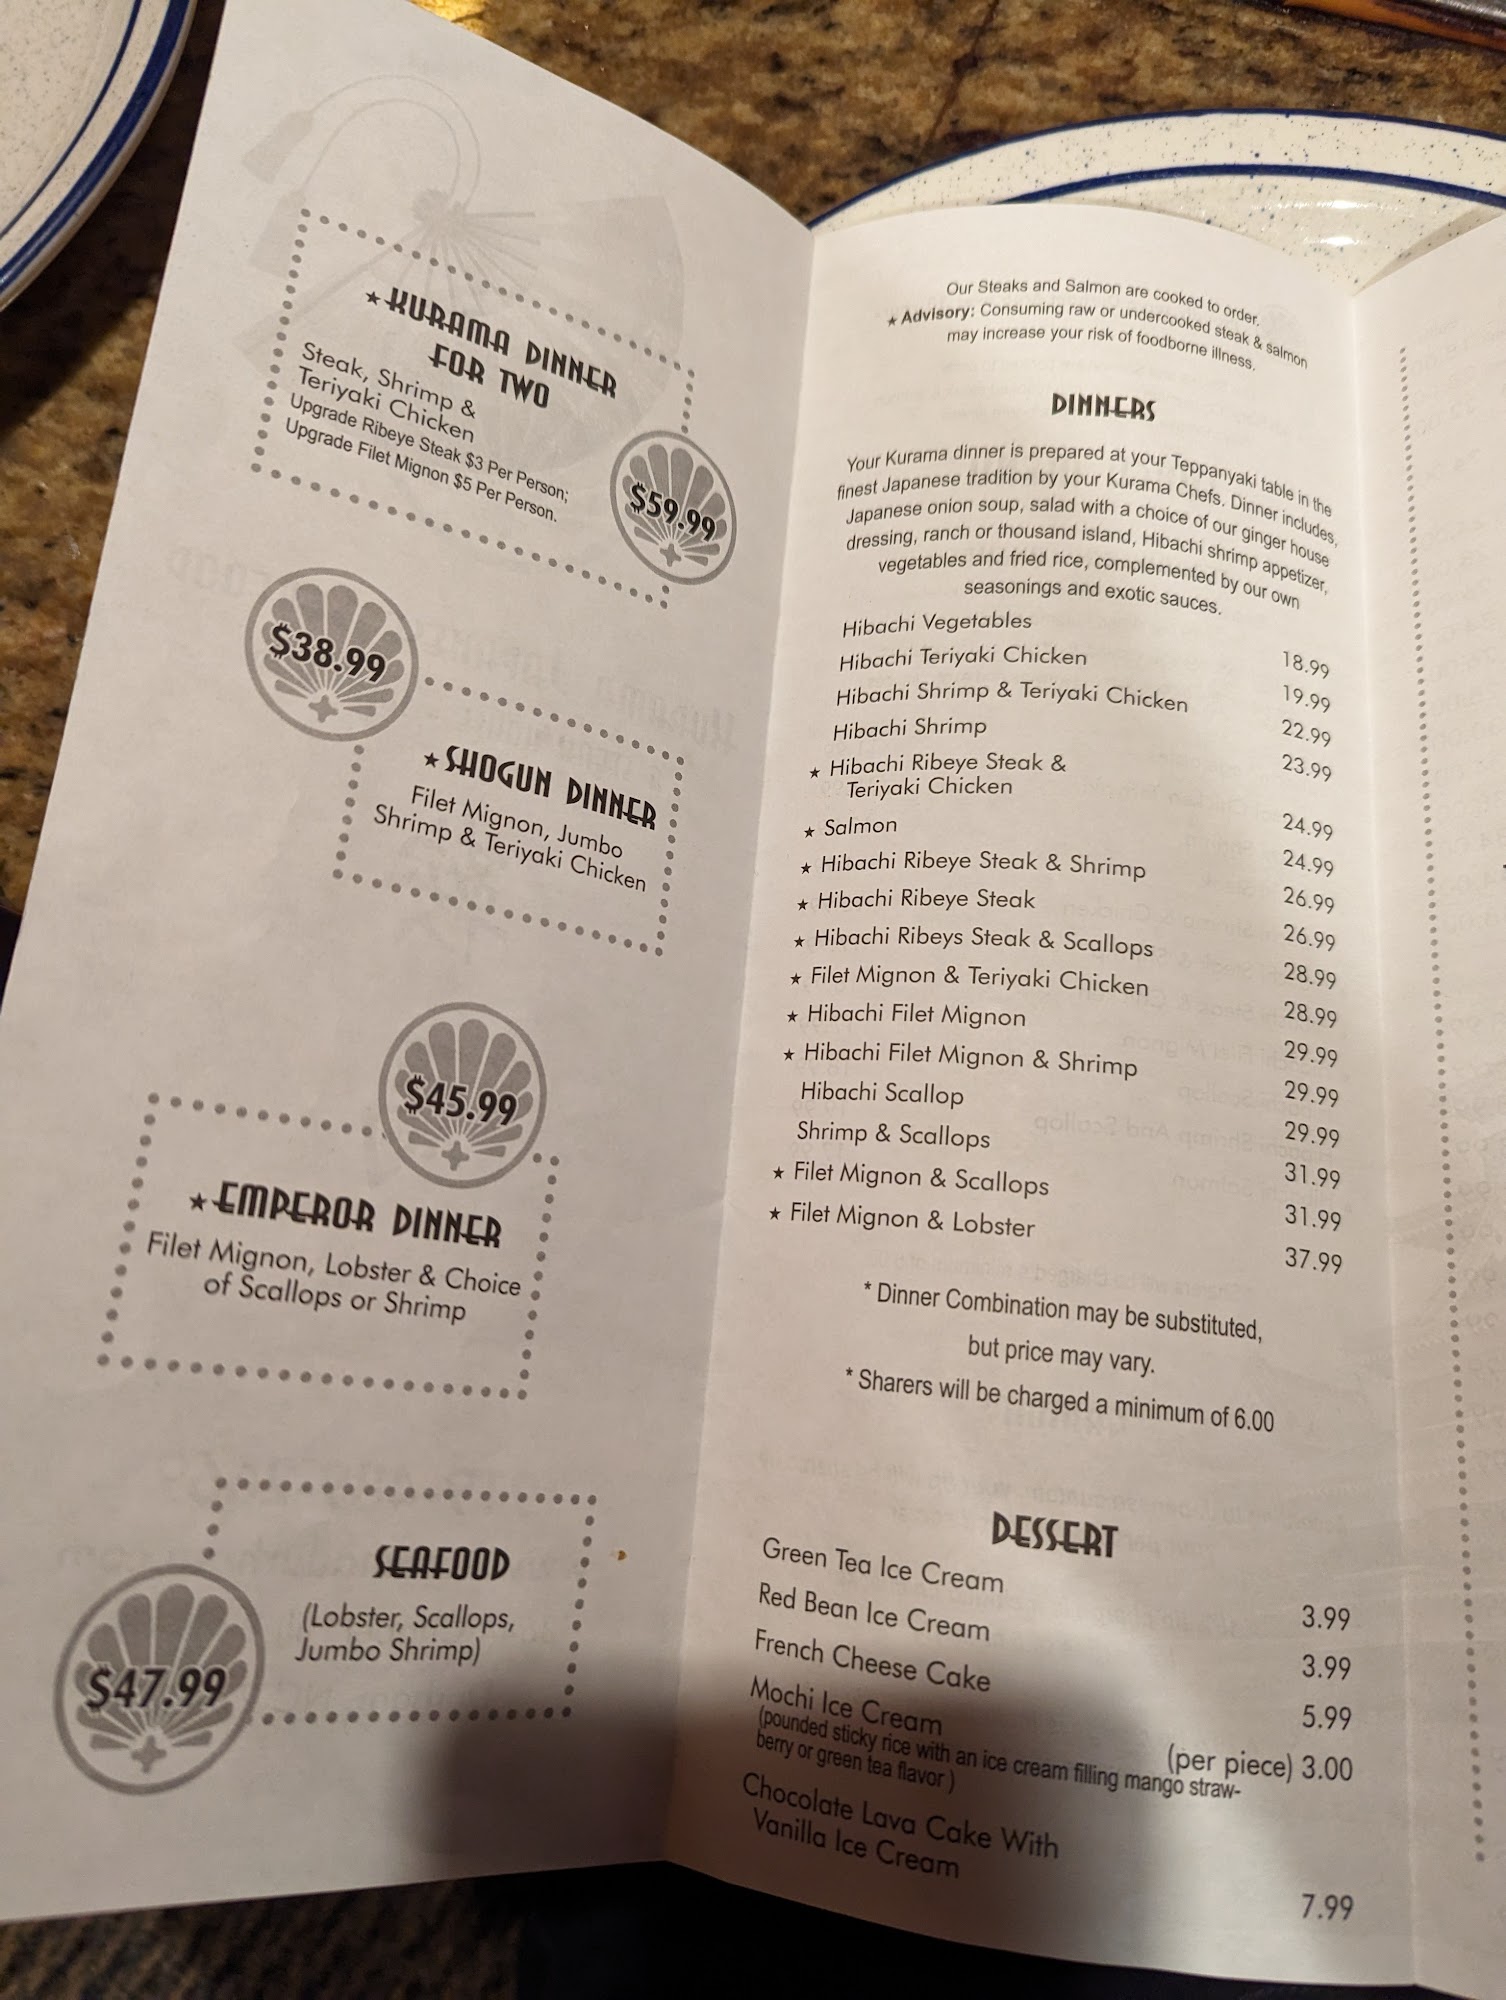 ★ KURAMA DINNER
FOR TWO
Steak, Shrimp &
Teriyaki Chicken
Upgrade Ribeye Steak $3 Per Person;
Upgrade Filet Mignon $5 Per Person.
$59.99
$38.99
★ SHOGUN DINNER
Filet Mignon, Jumbo
Shrimp & Teriyaki Chicken
$45.99
★ EMPEROR DINNER
Filet Mignon, Lobster & Choice
of Scallops or Shrimp
SEAFOOD
(Lobster, Scallops,
Jumbo Shrimp)
$47.99
Our Steaks and Salmon are cooked to order.
★ Advisory: Consuming raw or undercooked steak & salmon
may increase your risk of foodborne illness.
DINNERS
Your Kurama dinner is prepared at your Teppanyaki table in the
finest Japanese tradition by your Kurama Chefs. Dinner includes,
Japanese onion soup, salad with a choice of our ginger house
dressing, ranch or thousand island, Hibachi shrimp appetizer,
vegetables and fried rice, complemented by our own
seasonings and exotic sauces.
Hibachi Vegetables 18.99
Hibachi Teriyaki Chicken 19.99
Hibachi Shrimp & Teriyaki Chicken 22.99
Hibachi Shrimp 23.99
★ Hibachi Ribeye Steak &
Teriyaki Chicken 24.99
★ Salmon 24.99
★ Hibachi Ribeye Steak & Shrimp 26.99
★ Hibachi Ribeye Steak 26.99
★ Hibachi Ribeys Steak & Scallops 28.99
★ Filet Mignon & Teriyaki Chicken 28.99
★ Hibachi Filet Mignon 29.99
★ Hibachi Filet Mignon & Shrimp 29.99
Hibachi Scallop 29.99
Shrimp & Scallops 31.99
★ Filet Mignon & Scallops 31.99
★ Filet Mignon & Lobster 37.99
* Dinner Combination may be substituted,
but price may vary.
* Sharers will be charged a minimum of 6.00
DESSERT
Green Tea Ice Cream 3.99
Red Bean Ice Cream 3.99
French Cheese Cake 5.99
Mochi Ice Cream (per piece) 3.00
(pounded sticky rice with an ice cream filling mango straw-
berry or green tea flavor )
Chocolate Lava Cake With
Vanilla Ice Cream 7.99